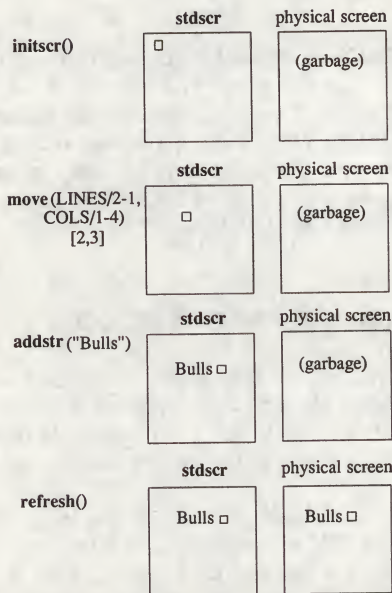 stdscr physical screen
initscr()
(garbage)
stdscr physical screen
move (LINES/2-1,
COLS/1-4)
[2,3]
(garbage)
stdscr physical screen
addstr ("Bulls")
Bulls □
(garbage)
stdscr physical screen
refresh()
Bulls □ Bulls □